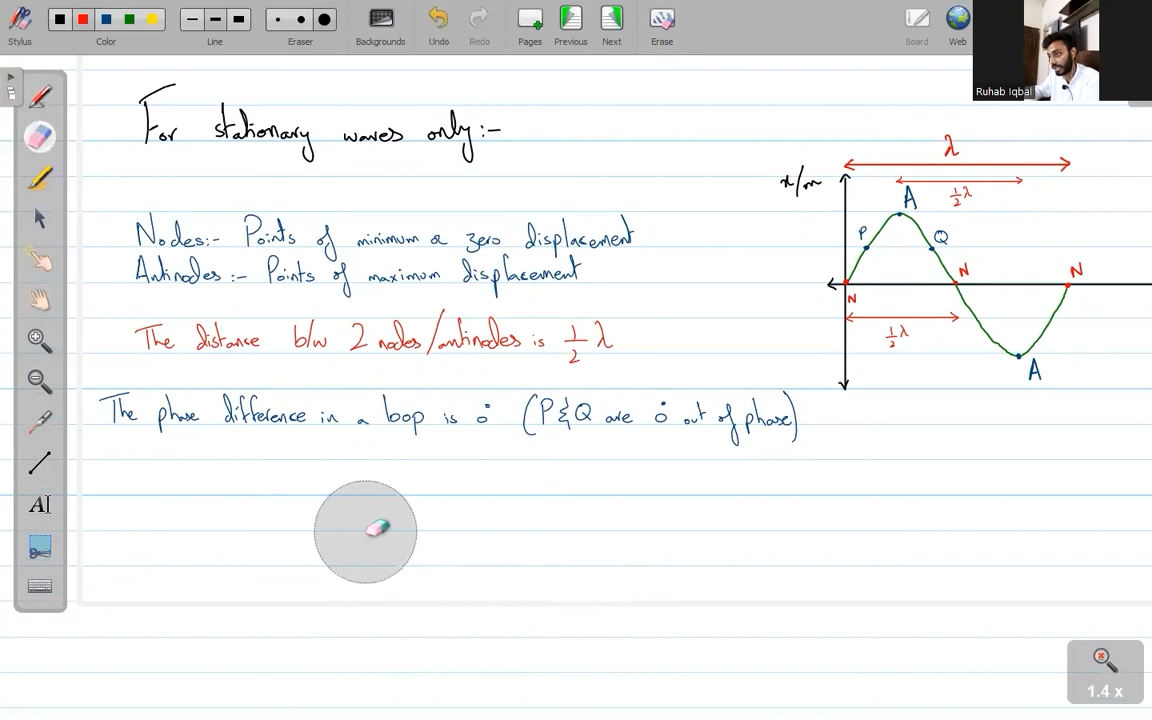 Stylus
Color
Line
Eraser
Backgrounds
Undo
Redo
Pages
Previous
Next
Erase
Board
Web
Ruhab Iqbal
For stationary waves only:-
Nodes:- Points of minimum or zero displacement
Antinodes:- Points of maximum displacement
The distance b/w 2 nodes/antinodes is 1/2 λ
The phase difference in a loop is 0° (P&Q are 0° out of phase)
λ
x/m
1/2 λ
A
P
Q
N
N
N
1/2 λ
A
AI
1.4 x